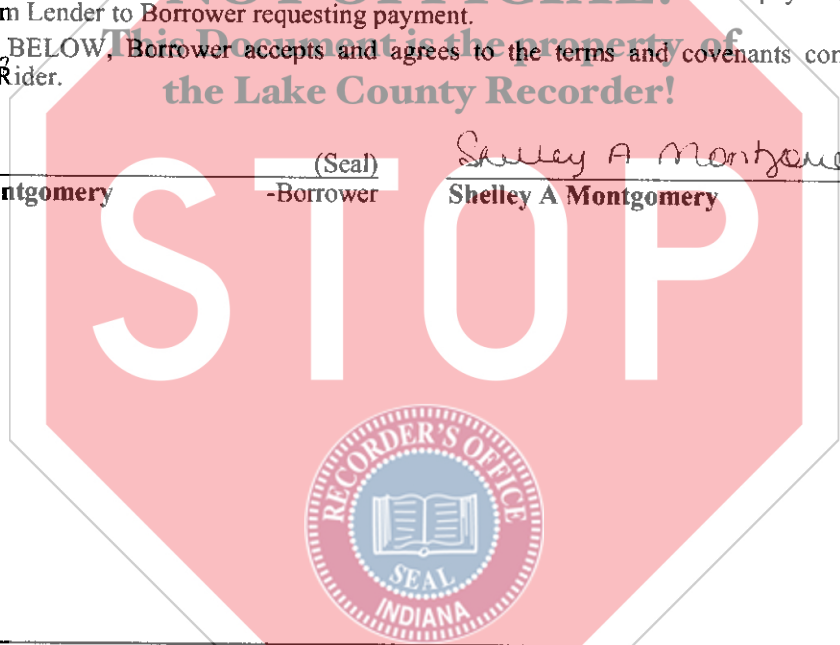 NOT OFFICIAL!
m Lender to Borrower requesting payment.
This Document is the property of
BELOW, Borrower accepts and agrees to the terms and covenants
Rider.
the Lake County Recorder!
Shelley A Montgome
(Seal)
ntgomery -Borrower Shelley A Montgomery
STOP
RECORDER'S OFFICE
SEAL
INDIANA